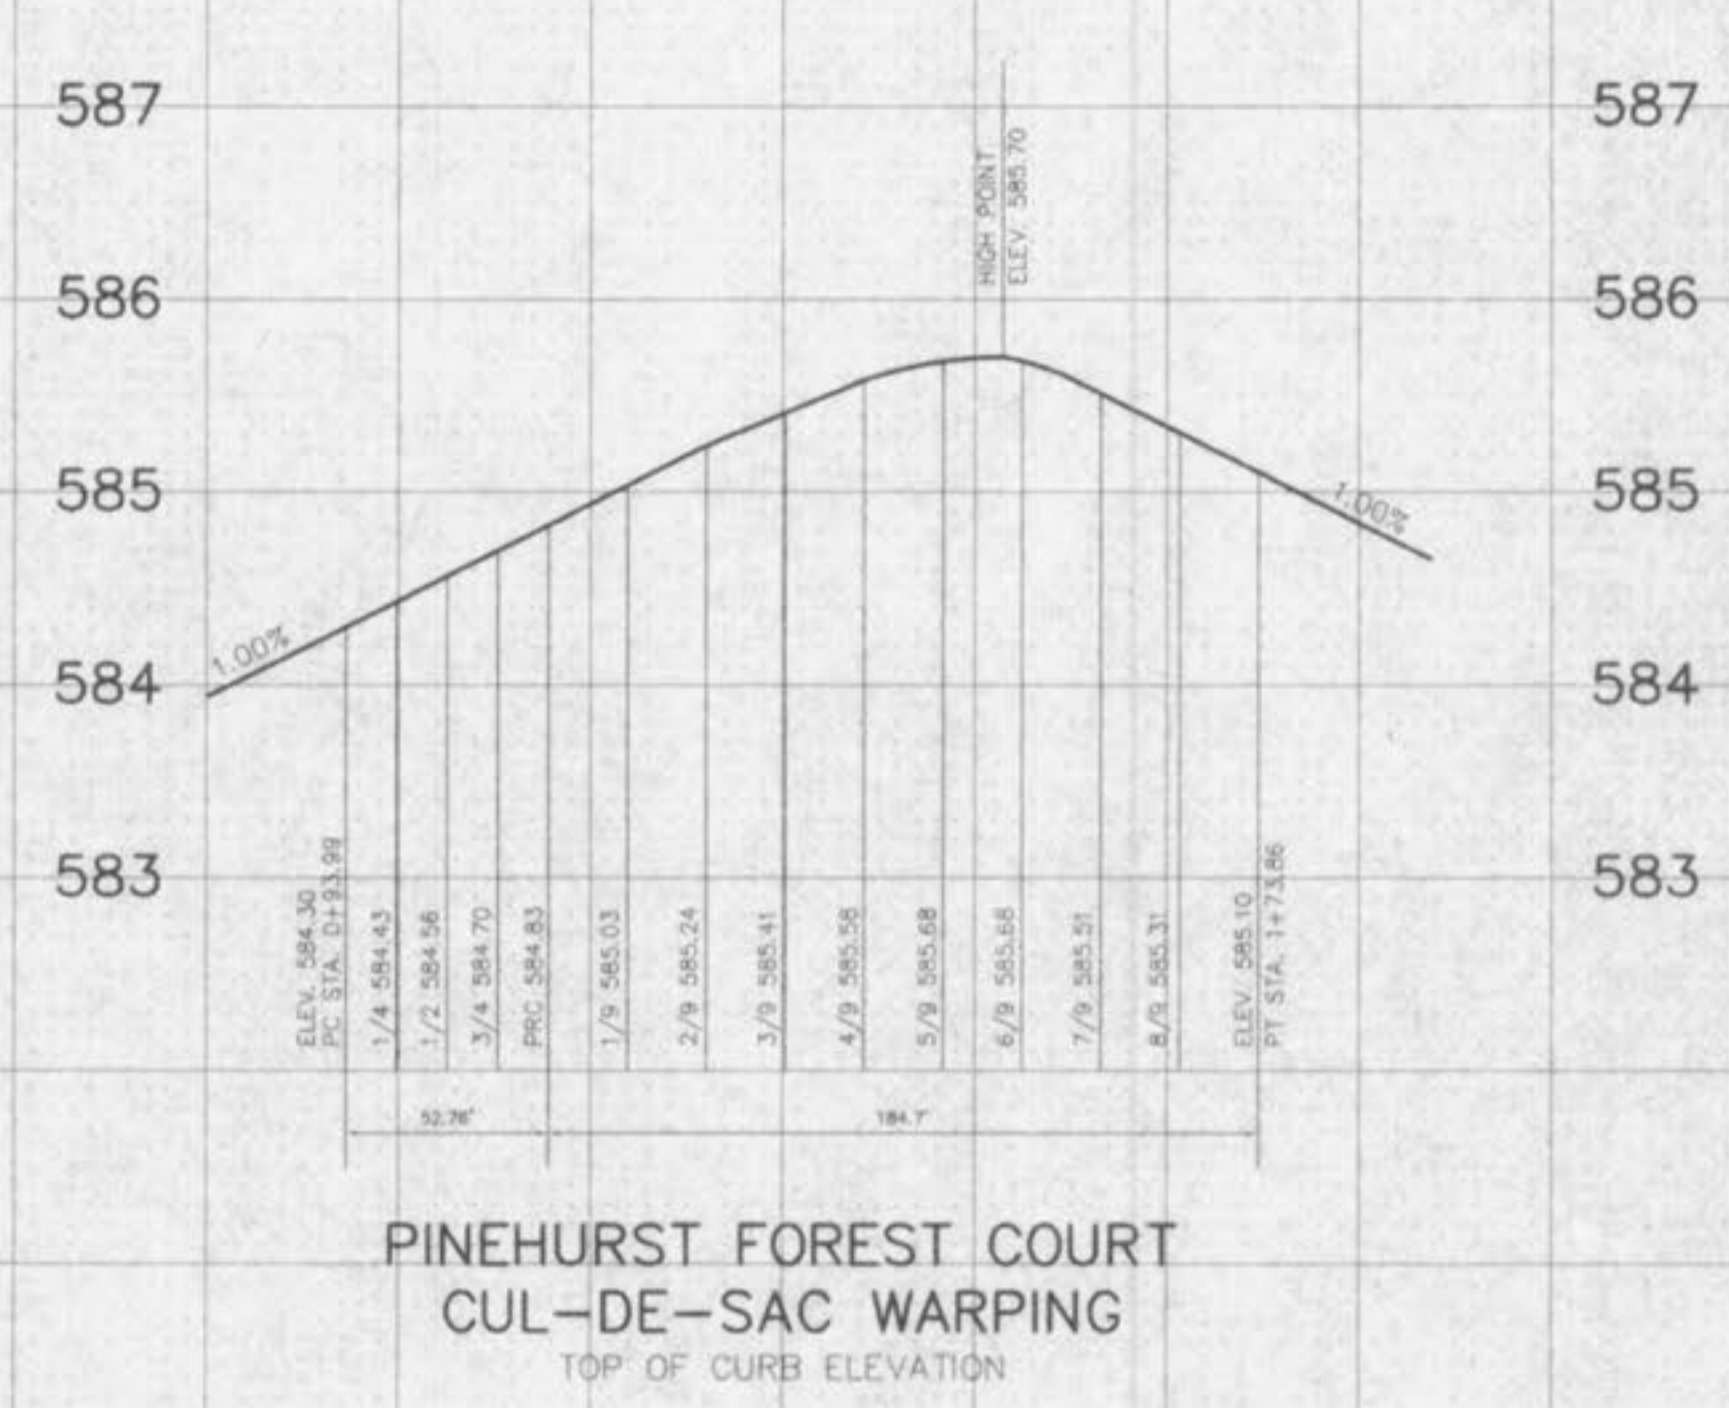 587
587
HIGH POINT
ELEV. 585.70
586
586
585
585
1.00%
1.00%
584
584
583
583
ELEV. 584.30
PC STA. 0+93.99
1/4 584.43
1/2 584.56
3/4 584.70
PRC 584.83
1/9 585.03
2/9 585.24
3/9 585.41
4/9 585.58
5/9 585.68
6/9 585.68
7/9 585.51
8/9 585.31
ELEV. 585.10
PT STA. 1+73.86
52.76'
184.7'
PINEHURST FOREST COURT
CUL-DE-SAC WARPING
TOP OF CURB ELEVATION